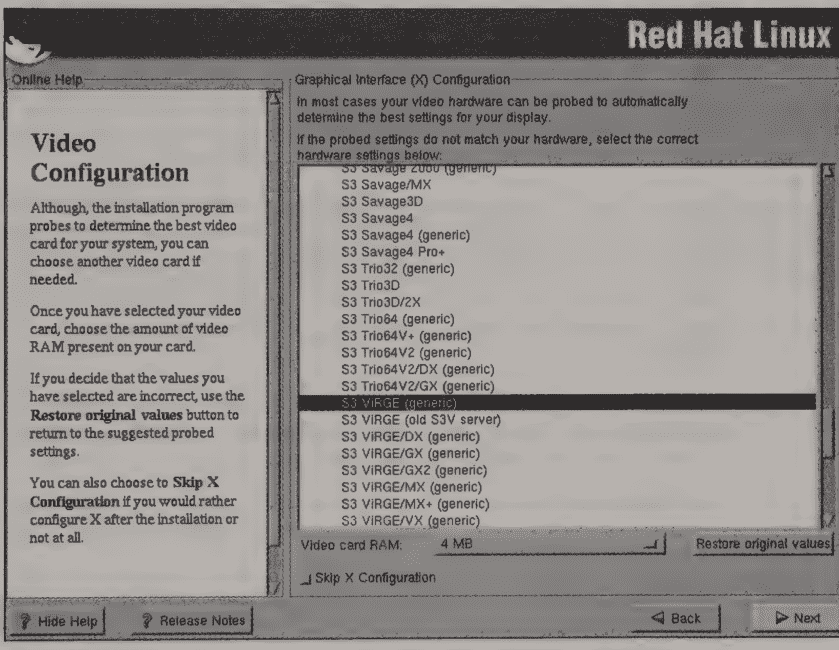 Red Hat Linux
Online Help
Video
Configuration
Although, the installation program
probes to determine the best video
card for your system, you can
choose another video card if
needed.
Once you have selected your video
card, choose the amount of video
RAM present on your card.
If you decide that the values you
have selected are incorrect, use the
Restore original values button to
return to the suggested probed
settings.
You can also choose to Skip X
Configuration if you would rather
configure X after the installation or
not at all.
Graphical Interface (X) Configuration
In most cases your video hardware can be probed to automatically
determine the best settings for your display.
If the probed settings do not match your hardware, select the correct
hardware settings below:
S3 Savage 2000 (generic)
S3 Savage/MX
S3 Savage3D
S3 Savage4
S3 Savage4 (generic)
S3 Savage4 Pro+
S3 Trio32 (generic)
S3 Trio3D
S3 Trio3D/2X
S3 Trio64 (generic)
S3 Trio64V+ (generic)
S3 Trio64V2 (generic)
S3 Trio64V2/DX (generic)
S3 Trio64V2/GX (generic)
S3 ViRGE (generic)
S3 ViRGE (old S3V server)
S3 ViRGE/DX (generic)
S3 ViRGE/GX (generic)
S3 ViRGE/GX2 (generic)
S3 ViRGE/MX (generic)
S3 ViRGE/MX+ (generic)
S3 ViRGE/VX (generic)
Video card RAM: 4 MB Restore original values
Skip X Configuration
? Hide Help ? Release Notes Back Next